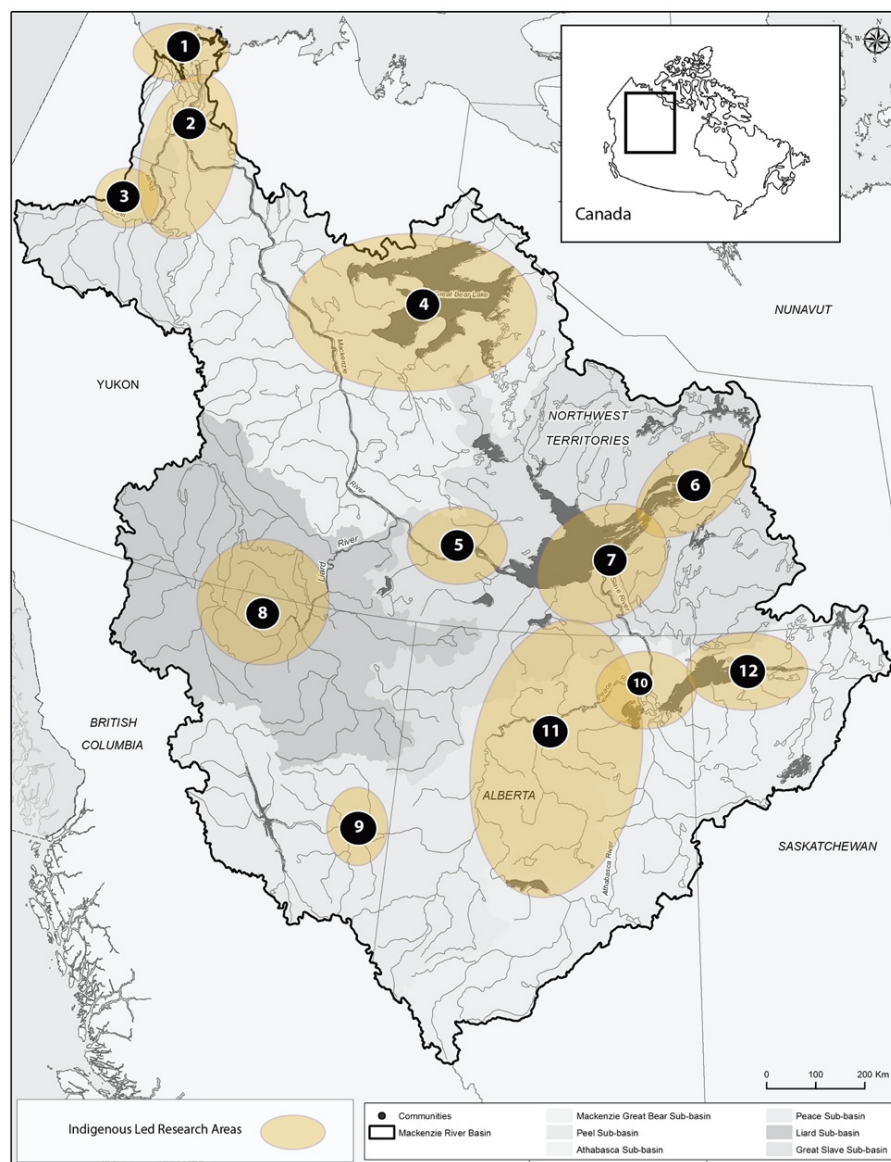 1
N
W
E
S
2
3
Peel
Canada
4
Great Bear Lake
NUNAVUT
Mackenzie
YUKON
NORTHWEST
TERRITORIES
River
6
5
River
7
Liard
Slave River
8
12
10
Peace
BRITISH
COLUMBIA
11
ALBERTA
9
SASKATCHEWAN
Athabasca River
0 100 200 Km
Indigenous Led Research Areas
Communities
Mackenzie River Basin
Mackenzie Great Bear Sub-basin
Peel Sub-basin
Athabasca Sub-basin
Peace Sub-basin
Liard Sub-basin
Great Slave Sub-basin